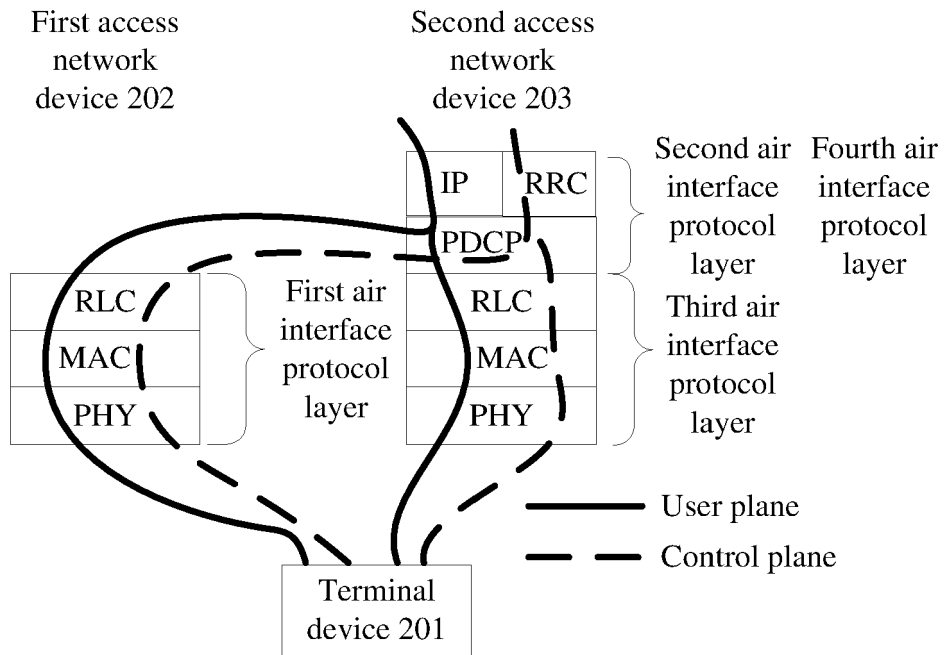 First access
network
device 202
Second access
network
device 203
IP
RRC
PDCP
RLC
MAC
PHY
Second air
interface
protocol
layer
Fourth air
interface
protocol
layer
RLC
MAC
PHY
First air
interface
protocol
layer
Third air
interface
protocol
layer
User plane
Control plane
Terminal
device 201